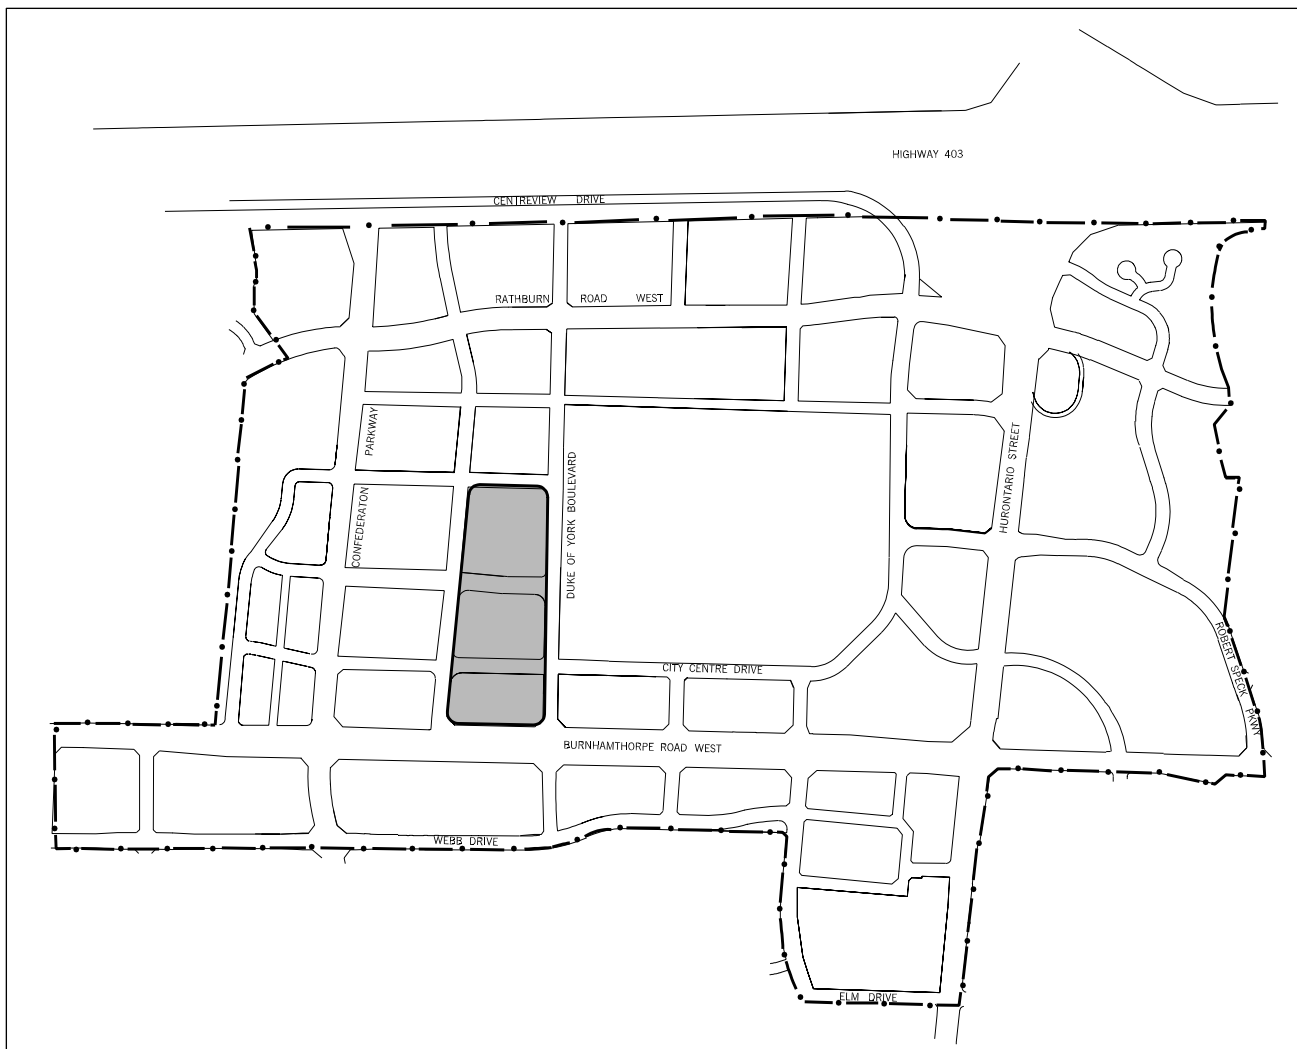 HIGHWAY 403
CENTREVIEW DRIVE
RATHBURN ROAD WEST
PARKWAY
CONFEDERATON
DUKE OF YORK BOULEVARD
HURONTARIO STREET
ROBERT SPECK PKWY
CITY CENTRE DRIVE
BURNHAMTHORPE ROAD WEST
WEBB DRIVE
ELM DRIVE